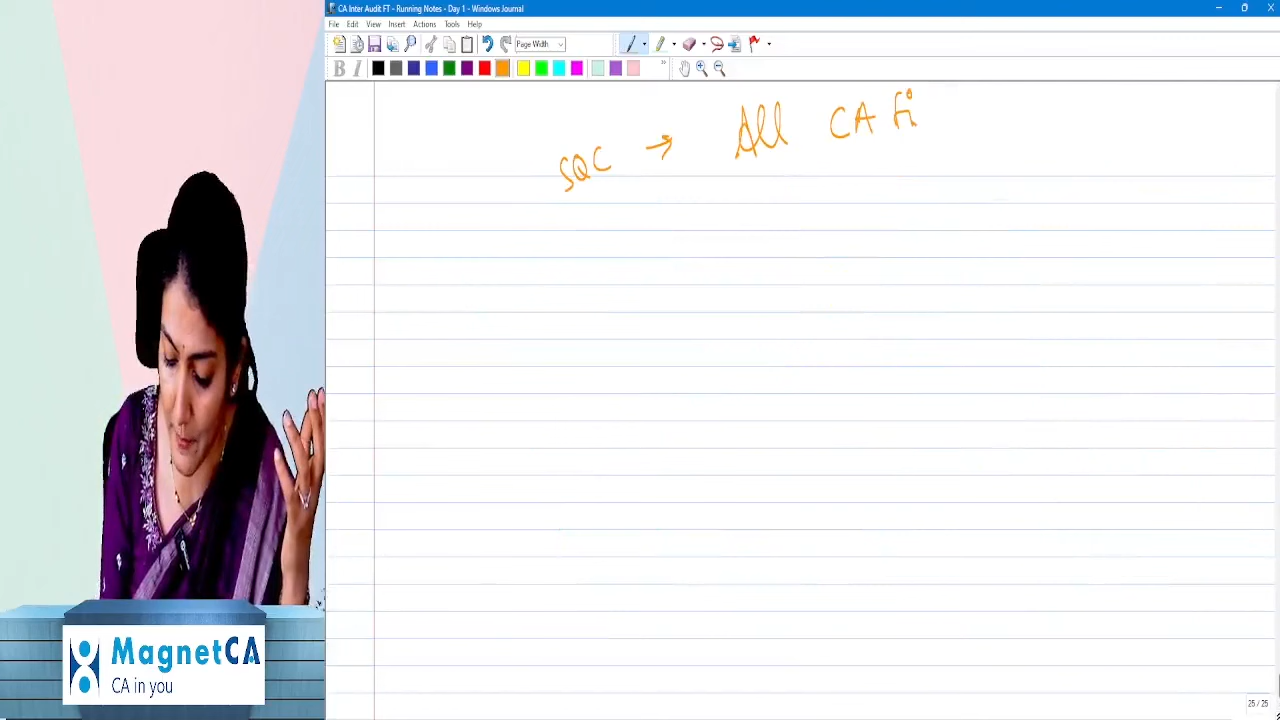 CA Inter Audit FT - Running Notes - Day 1 - Windows Journal
File Edit View Insert Actions Tools Help
Page Width
B I
SQC → All CA fi
25 / 25
MagnetCA
CA in you